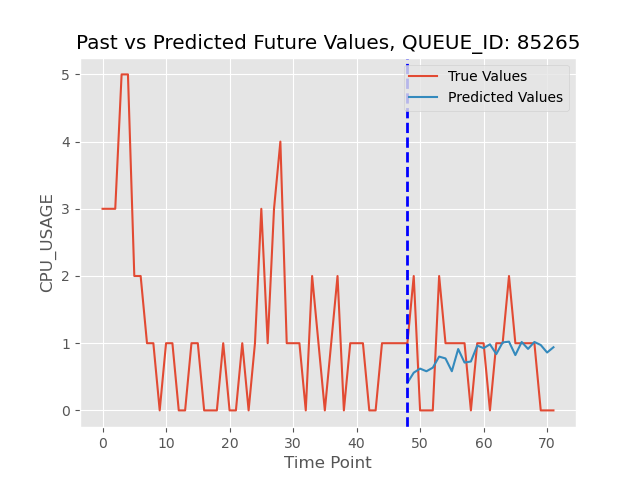 Past vs Predicted Future Values, QUEUE_ID: 85265
True Values
Predicted Values
CPU_USAGE
5
4
3
2
1
0
0 10 20 30 40 50 60 70
Time Point